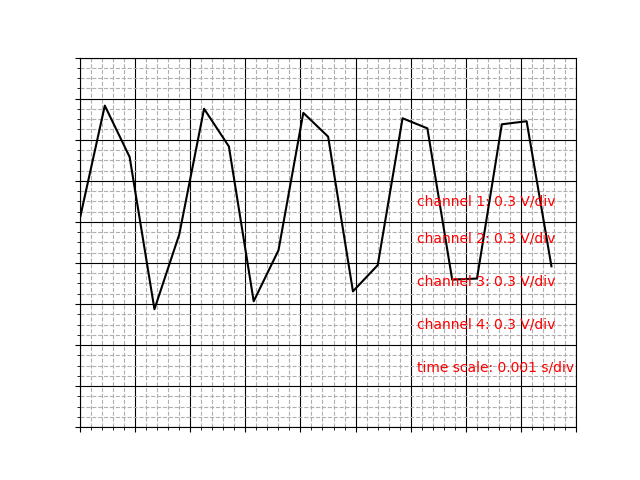 channel 1: 0.3 V/div
channel 2: 0.3 V/div
channel 3: 0.3 V/div
channel 4: 0.3 V/div
time scale: 0.001 s/div